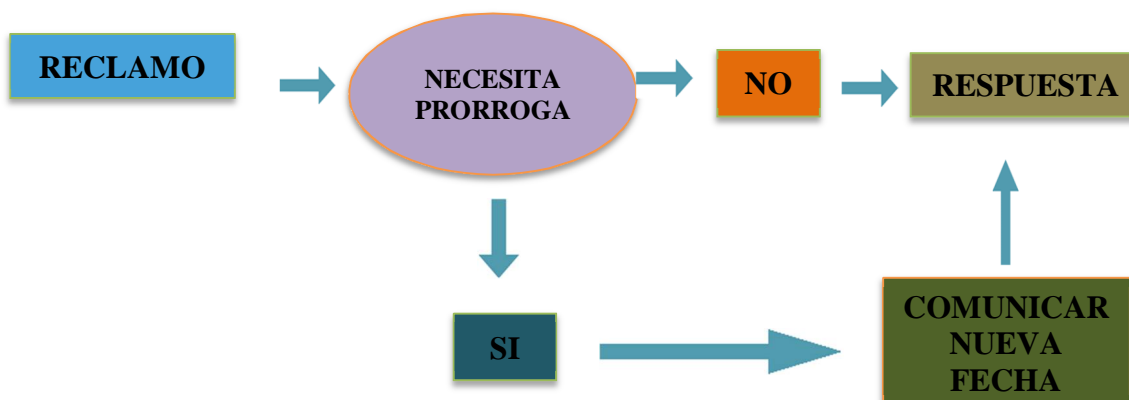 RECLAMO
NECESITA
PRORROGA
NO
RESPUESTA
SI
COMUNICAR
NUEVA
FECHA